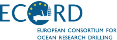 ECORD
EUROPEAN CONSORTIUM FOR
OCEAN RESEARCH DRILLING